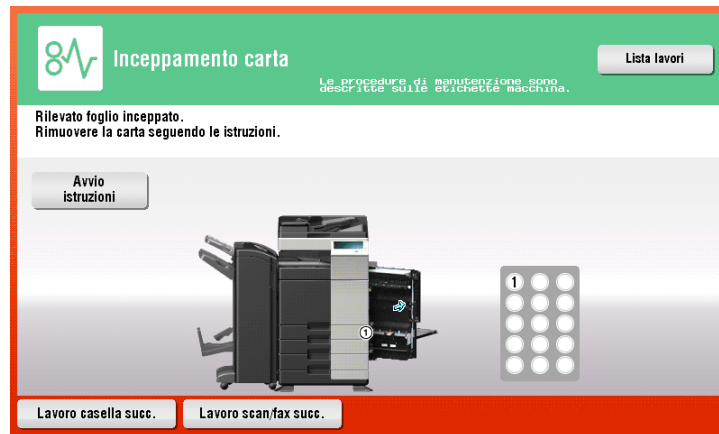 Inceppamento carta
Lista lavori
Le procedure di manutenzione sono
descritte sulle etichette macchina.
Rilevato foglio inceppato.
Rimuovere la carta seguendo le istruzioni.
Avvio
istruzioni
1
1
Lavoro casella succ.
Lavoro scan/fax succ.